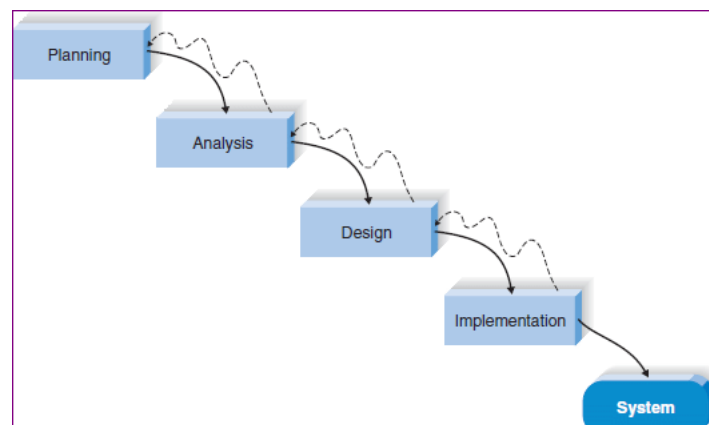 Planning
Analysis
Design
Implementation
System